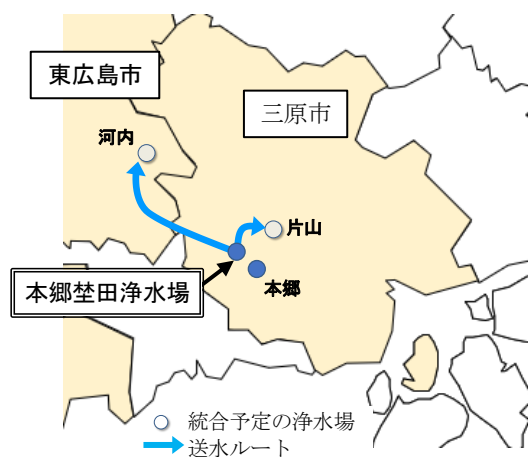 東広島市
三原市
河内
片山
本郷
本郷埜田浄水場
統合予定の浄水場
送水ルート